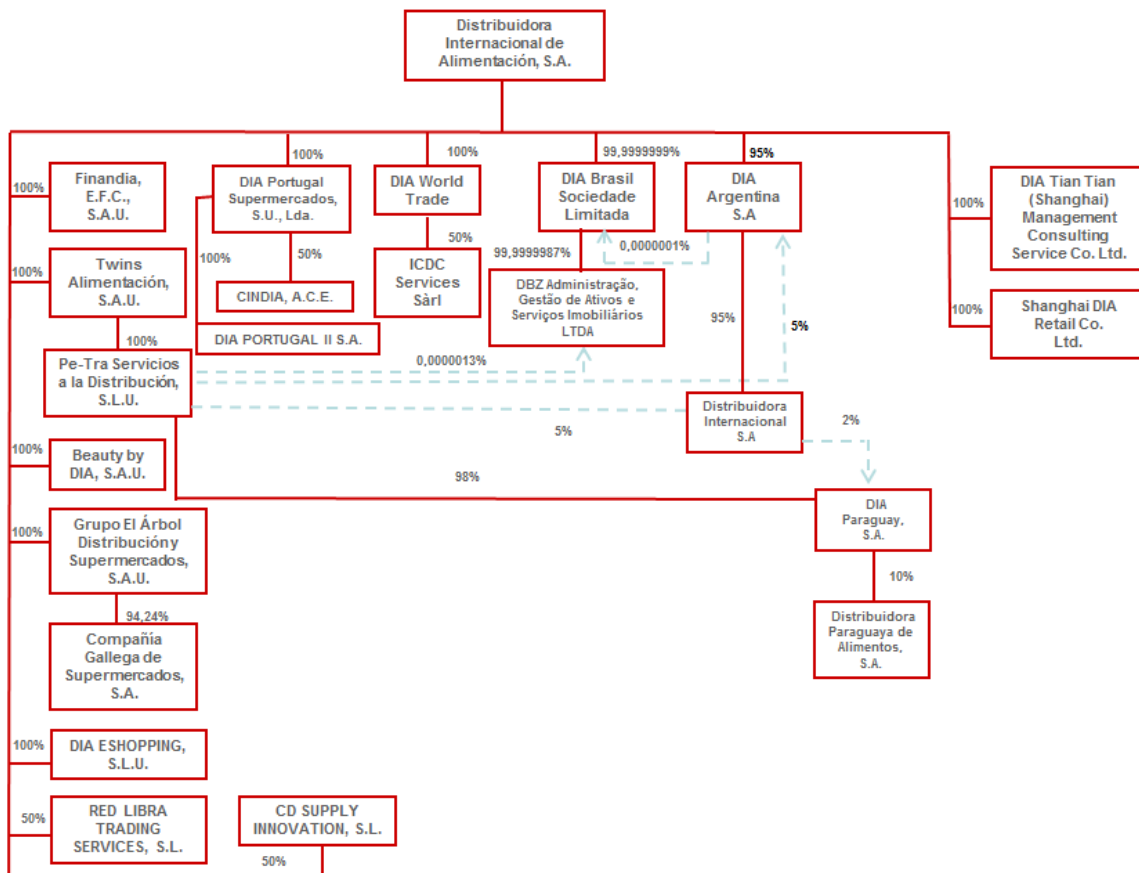 Distribuidora
Internacional de
Alimentación, S.A.
100%
100%
99,9999999%
95%
100%
Finandia,
E.F.C.,
S.A.U.
DIA Portugal
Supermercados,
S.U., Lda.
DIA World
Trade
DIA Brasil
Sociedade
Limitada
DIA
Argentina
S.A
100%
DIA Tian Tian
(Shanghai)
Management
Consulting
Service Co. Ltd.
100%
Twins
Alimentación,
S.A.U.
100%
50%
50%
99,9999987%
0,0000001%
CINDIA, A.C.E.
ICDC
Services
Sàrl
DBZ Administração,
Gestão de Ativos e
Serviços Imobiliários
LTDA
100%
Shanghai DIA
Retail Co.
Ltd.
95%
5%
100%
DIA PORTUGAL II S.A.
Pe-Tra Servicios
a la Distribución,
S.L.U.
0,0000013%
5%
Distribuidora
Internacional
S.A
2%
100%
Beauty by
DIA, S.A.U.
98%
DIA
Paraguay,
S.A.
100%
Grupo El Árbol
Distribución y
Supermercados,
S.A.U.
10%
94,24%
Distribuidora
Paraguaya de
Alimentos,
S.A.
Compañía
Gallega de
Supermercados,
S.A.
100%
DIA ESHOPPING,
S.L.U.
50%
RED LIBRA
TRADING
SERVICES, S.L.
CD SUPPLY
INNOVATION, S.L.
50%